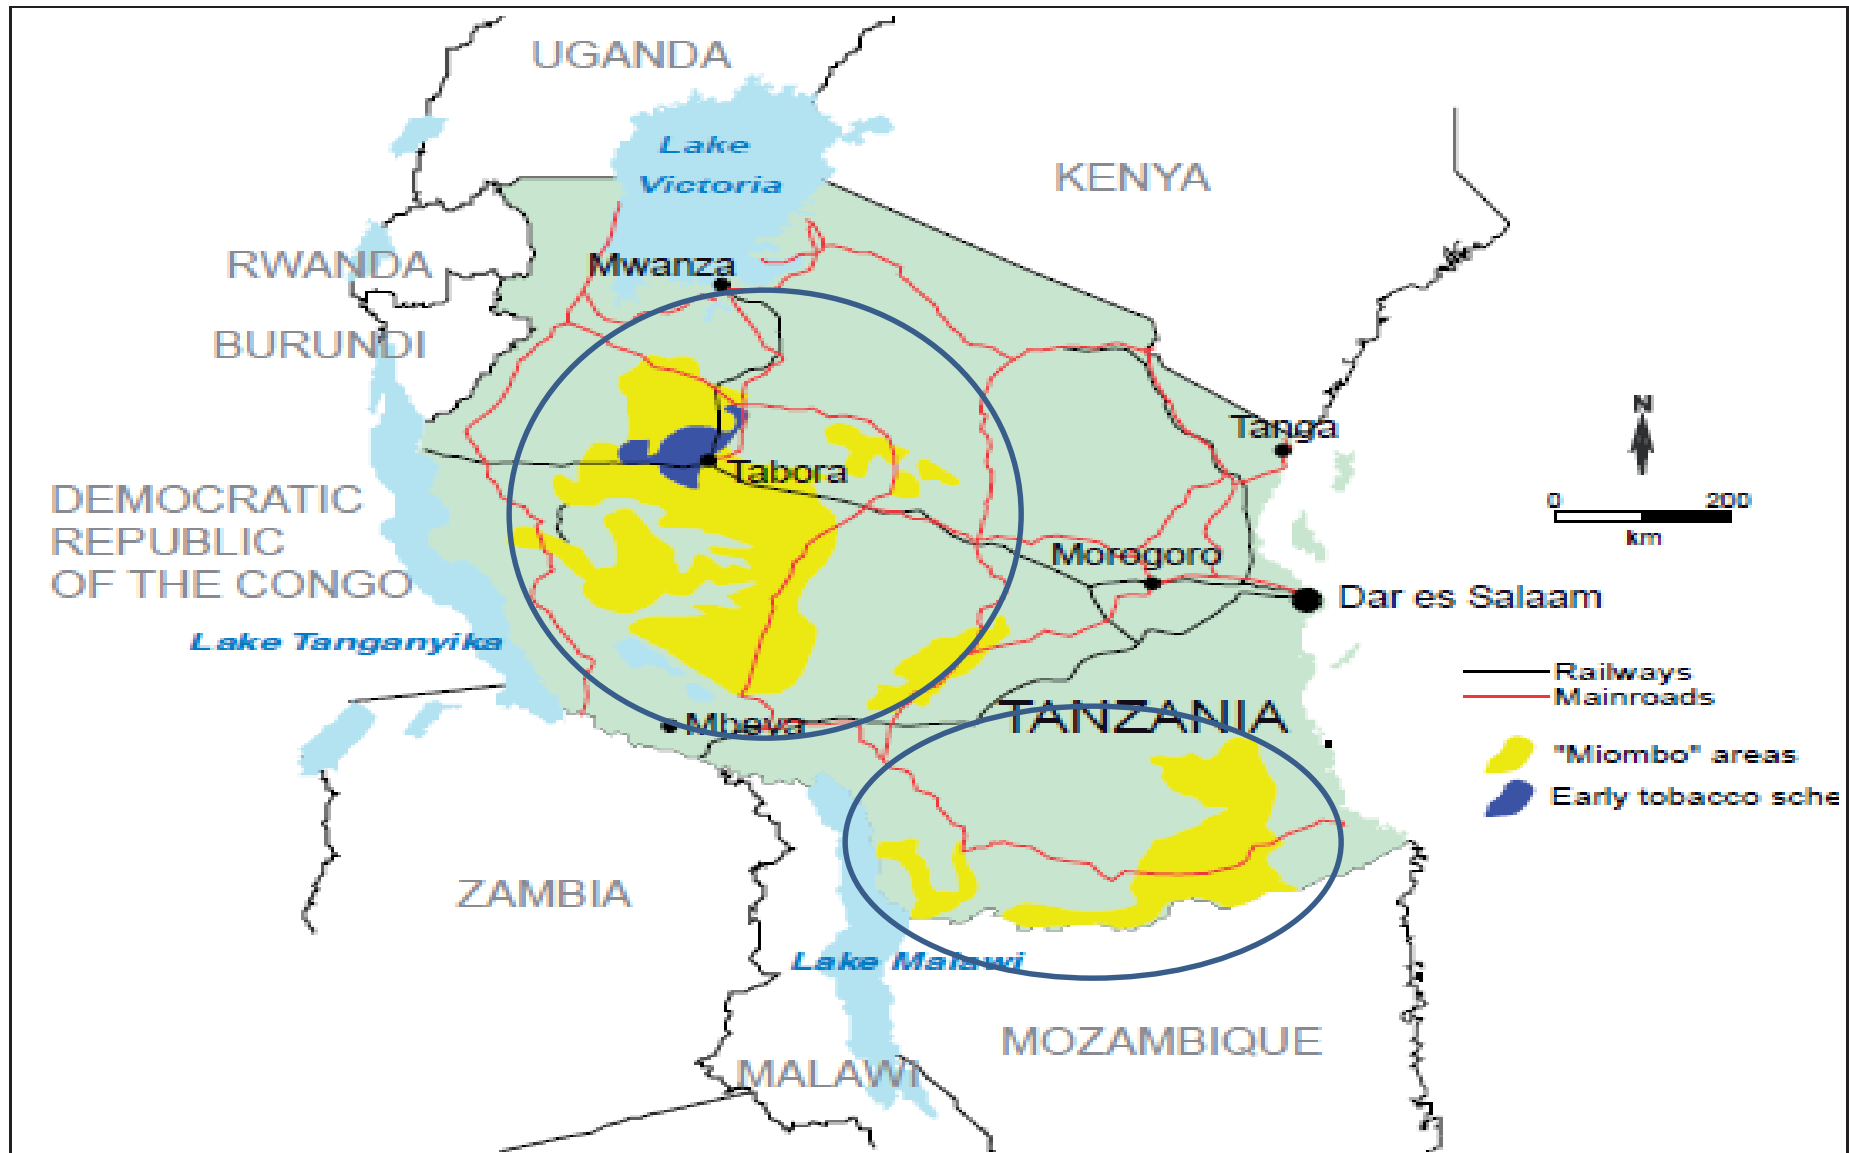 UGANDA
Lake
Victoria
KENYA
RWANDA
Mwanza
BURUNDI
N
Tanga
Tabora
DEMOCRATIC
REPUBLIC
OF THE CONGO
0 200
km
Morogoro
Dar es Salaam
Lake Tanganyika
Railways
Mainroads
TANZANIA
Mbeya
"Miombo" areas
Early tobacco sche
ZAMBIA
Lake Malawi
MOZAMBIQUE
MALAWI